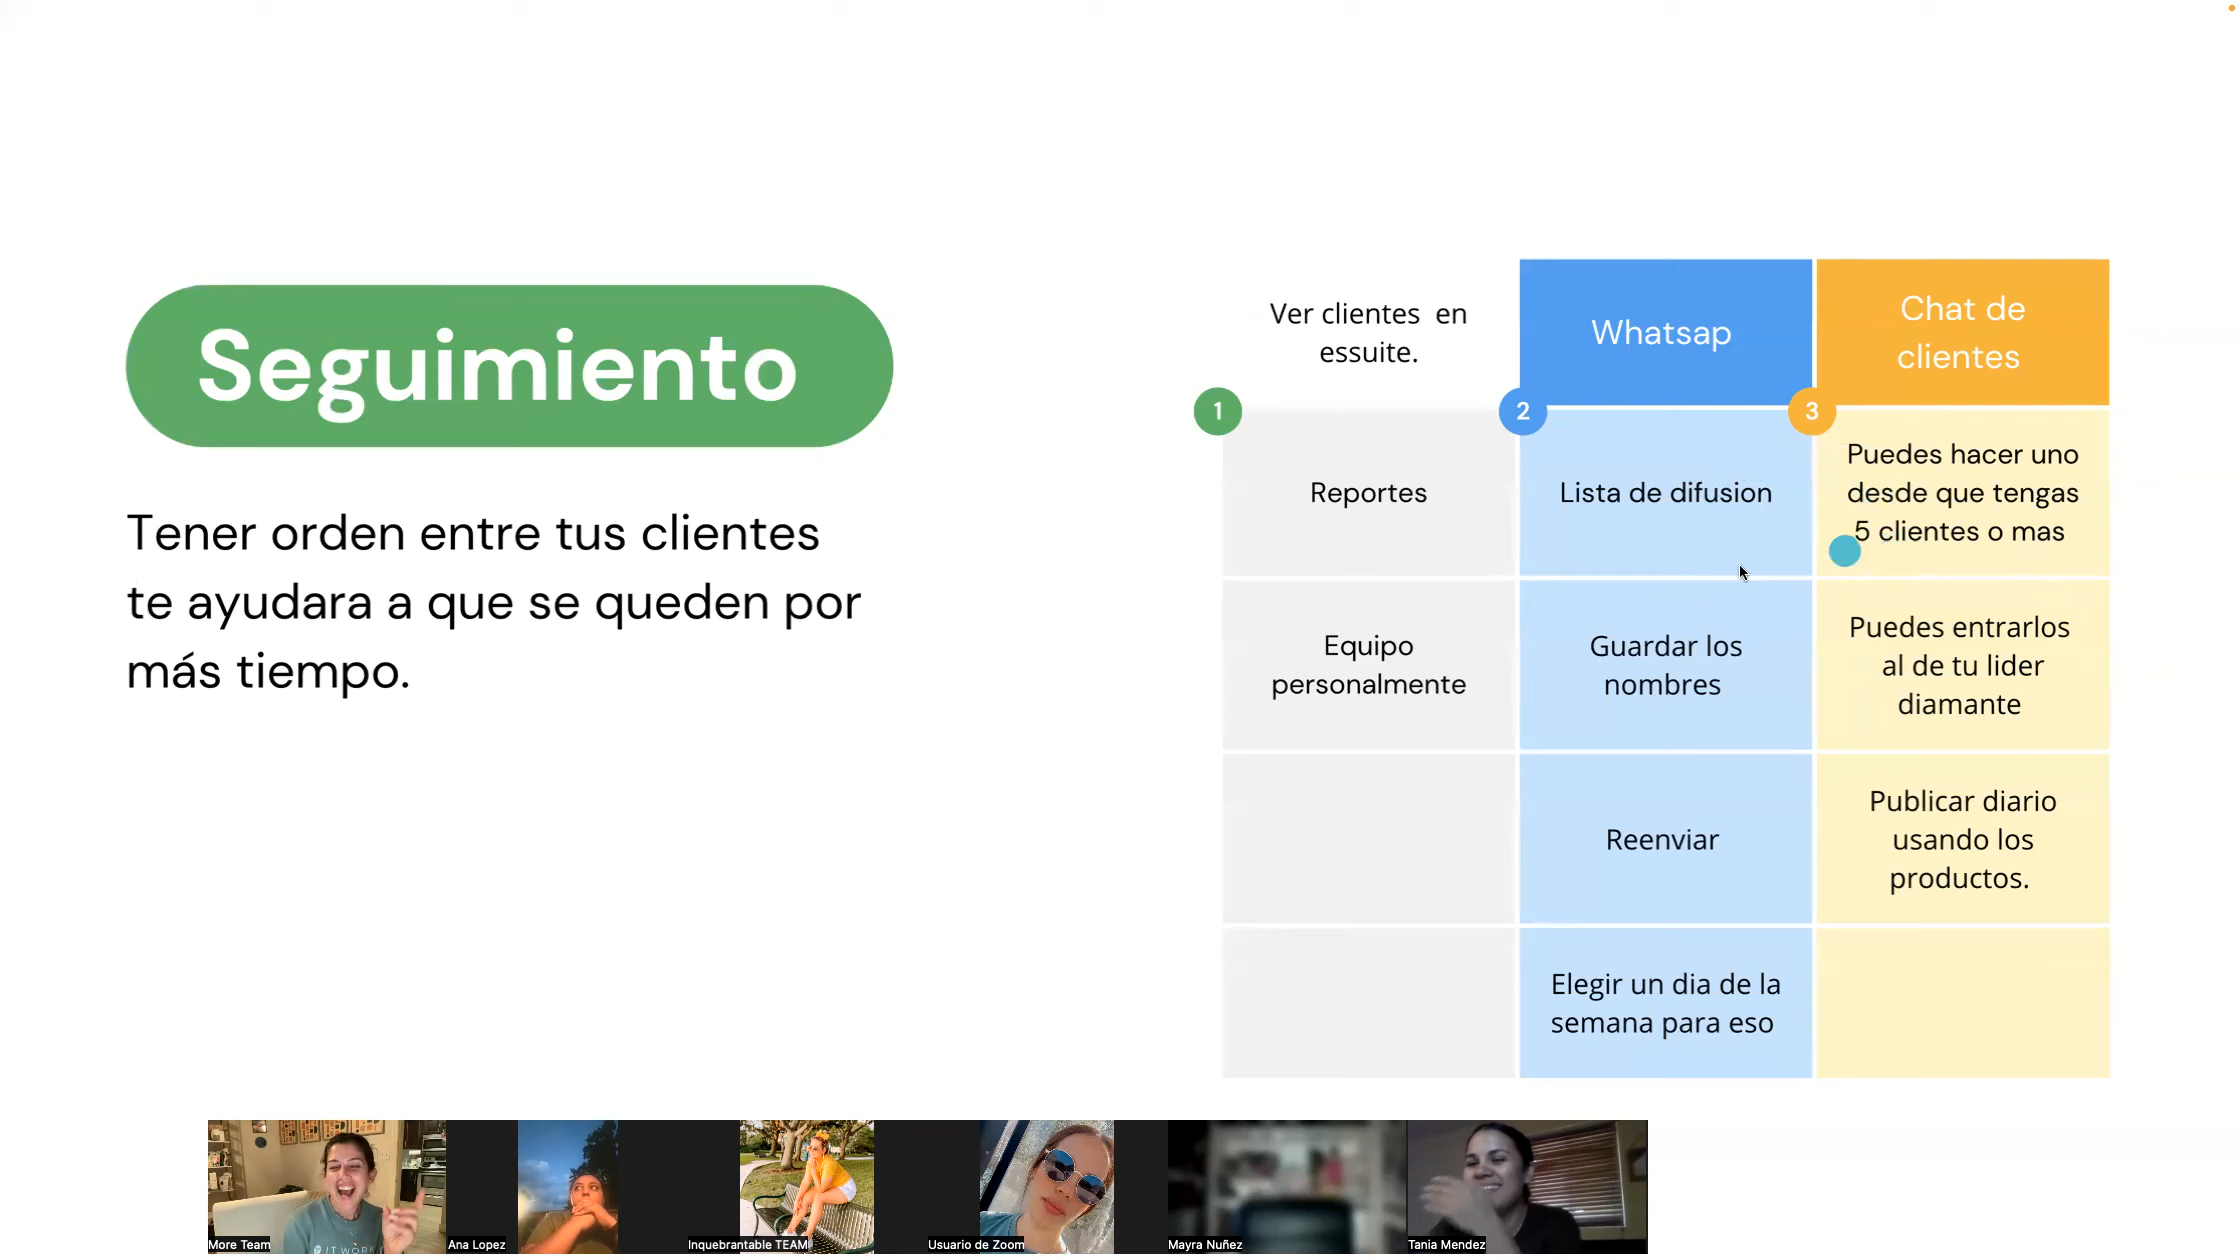 Seguimiento
Tener orden entre tus clientes
te ayudara a que se queden por
más tiempo.
Ver clientes en
essuite.
Whatsap
Chat de
clientes
1
2
3
Reportes
Lista de difusion
Puedes hacer uno
desde que tengas
5 clientes o mas
Equipo
personalmente
Guardar los
nombres
Puedes entrarlos
al de tu lider
diamante
Reenviar
Publicar diario
usando los
productos.
Elegir un dia de la
semana para eso
IT WORK
More Team
Ana Lopez
Inquebrantable TEAM
Usuario de Zoom
Mayra Nuñez
Tania Mendez